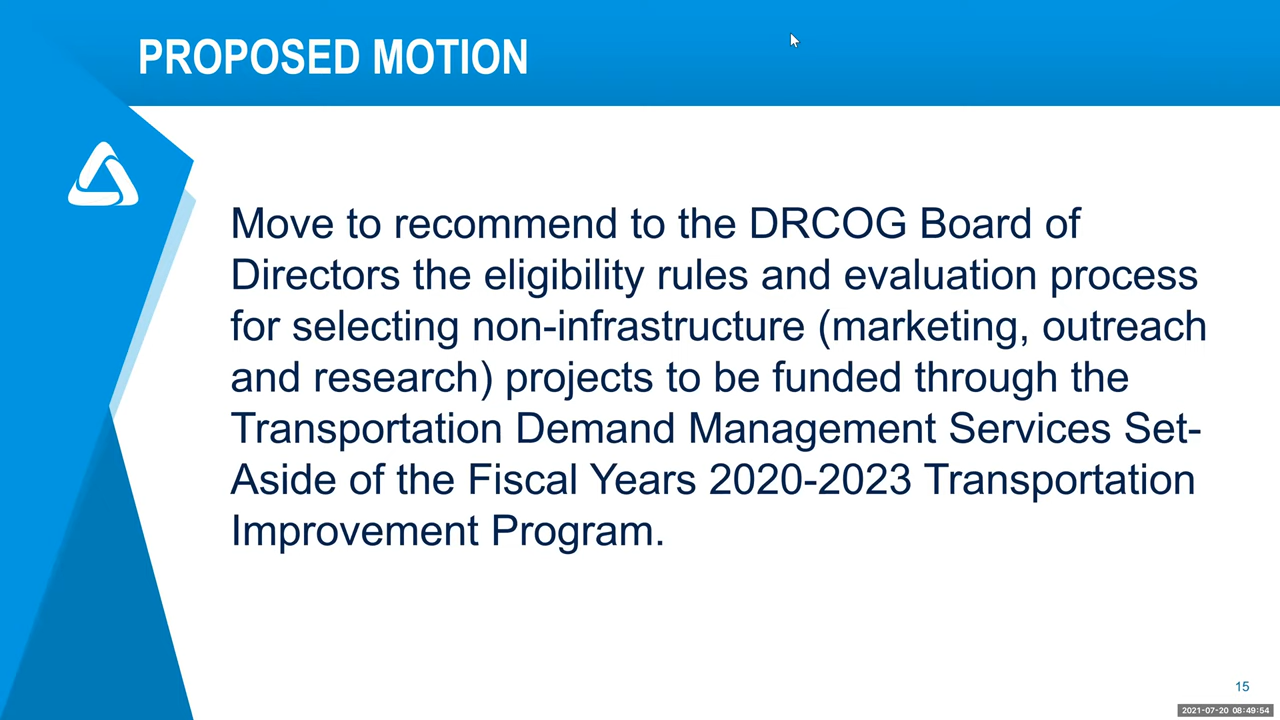 PROPOSED MOTION
Move to recommend to the DRCOG Board of
Directors the eligibility rules and evaluation process
for selecting non-infrastructure (marketing, outreach
and research) projects to be funded through the
Transportation Demand Management Services Set-
Aside of the Fiscal Years 2020-2023 Transportation
Improvement Program.
15
2021-07-20 08:49:54